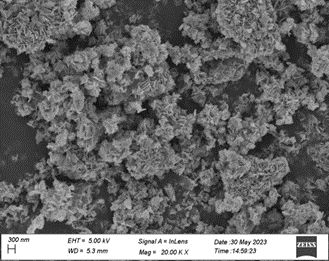 300 nm EHT = 5.00 kV Signal A = InLens Date :30 May 2023 ZEISS
WD = 5.3 mm Mag = 20.00 K X Time :14:59:23